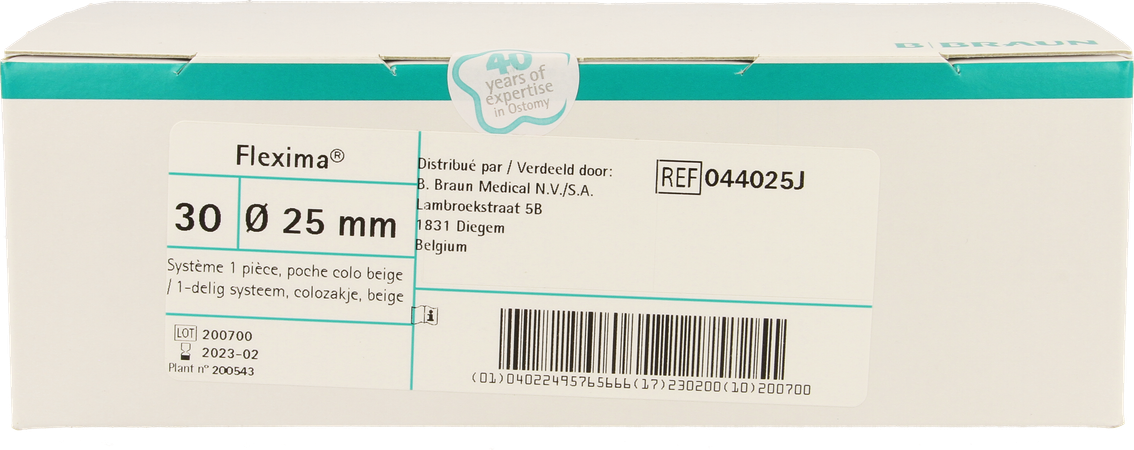 B|BRAUN
40
years of
expertise
in Ostomy
Flexima®
30
Ø 25 mm
Système 1 pièce, poche colo beige
/ 1-delig systeem, colozakje, beige
LOT 200700
2023-02
Plant n° 200543
Distribué par / Verdeeld door:
B. Braun Medical N.V./S.A.
Lambroekstraat 5B
1831 Diegem
Belgium
REF 044025J
i
(01)04022495765666(17)230200(10)200700